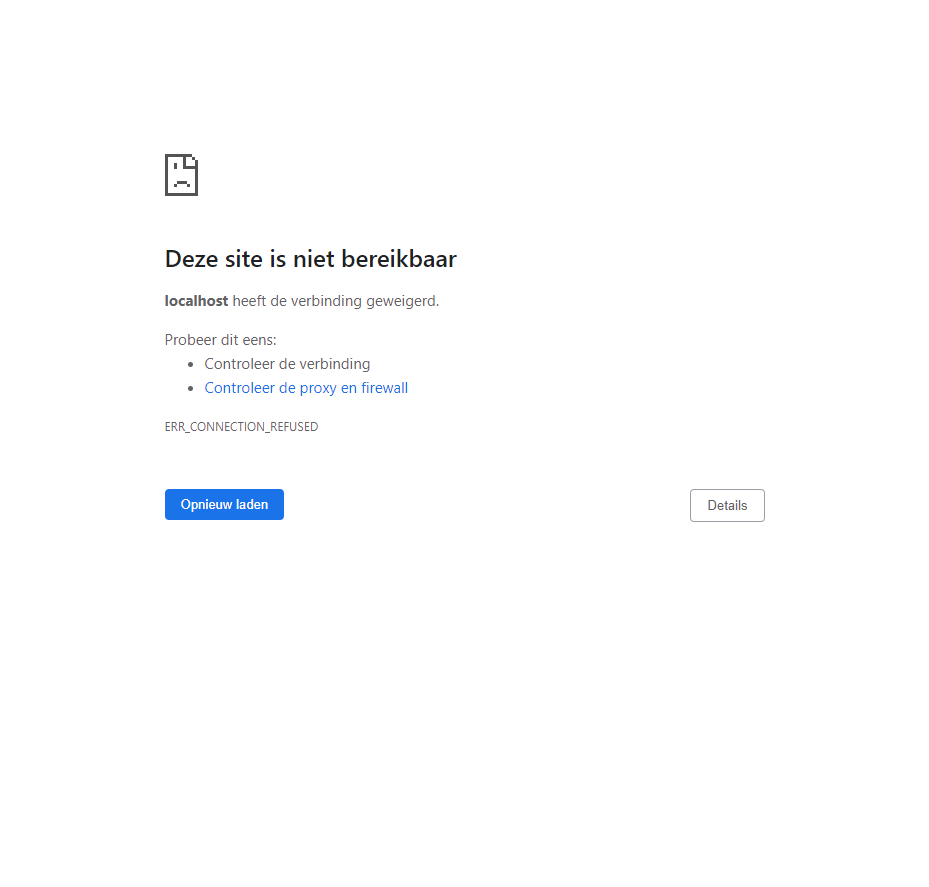 Deze site is niet bereikbaar
localhost heeft de verbinding geweigerd.
Probeer dit eens:
• Controleer de verbinding
• Controleer de proxy en firewall
ERR_CONNECTION_REFUSED
Opnieuw laden
Details